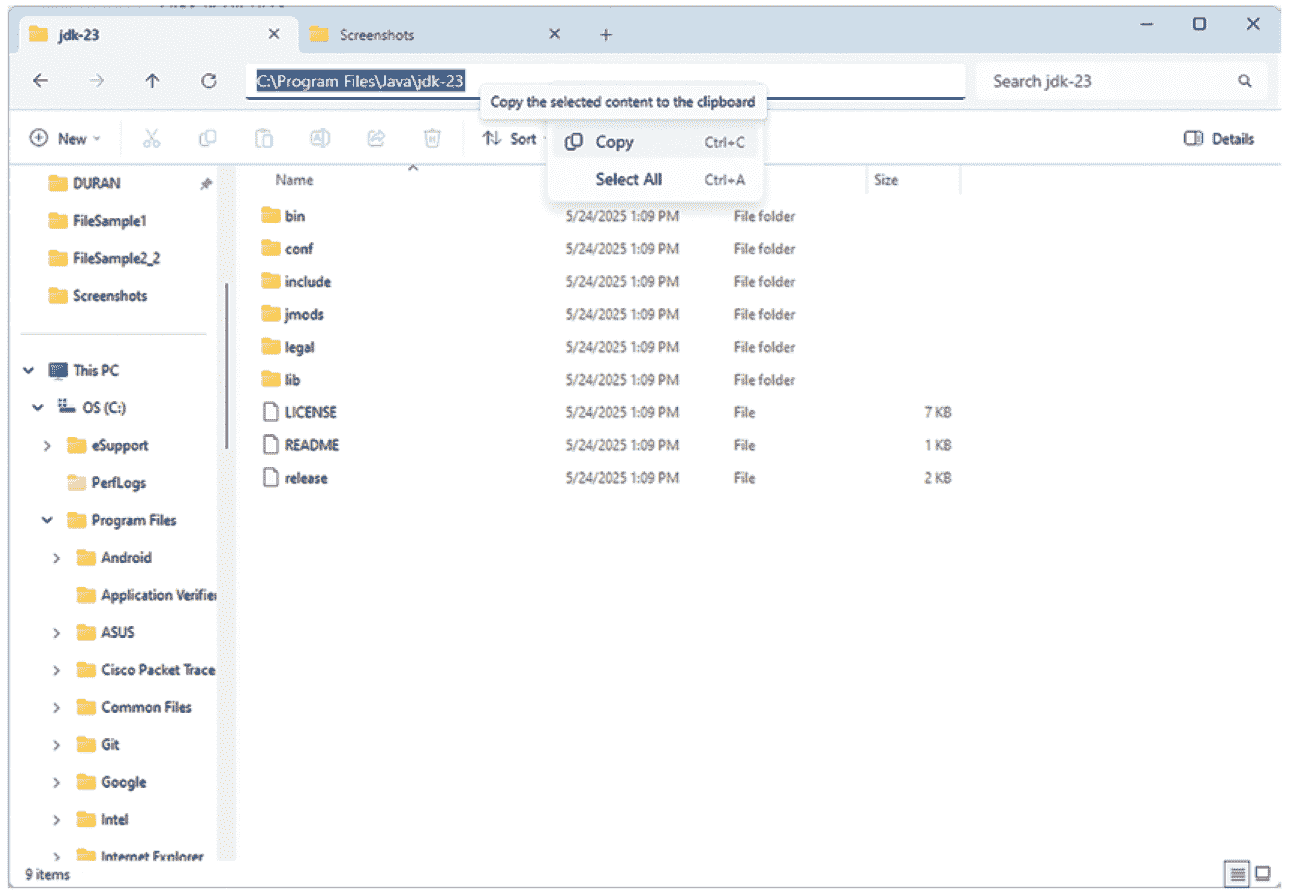 jdk-23
Screenshots
C:\Program Files\Java\jdk-23
Search jdk-23
Copy the selected content to the clipboard
New
Sort
Details
Copy Ctrl+C
Select All Ctrl+A
DURAN
FileSample1
FileSample2_2
Screenshots
This PC
OS (C:)
eSupport
PerfLogs
Program Files
Android
Application Verifier
ASUS
Cisco Packet Trace
Common Files
Git
Google
Intel
Internet Explorer
Name Size
bin 5/24/2025 1:09 PM File folder
conf 5/24/2025 1:09 PM File folder
include 5/24/2025 1:09 PM File folder
jmods 5/24/2025 1:09 PM File folder
legal 5/24/2025 1:09 PM File folder
lib 5/24/2025 1:09 PM File folder
LICENSE 5/24/2025 1:09 PM File 7 KB
README 5/24/2025 1:09 PM File 1 KB
release 5/24/2025 1:09 PM File 2 KB
9 items